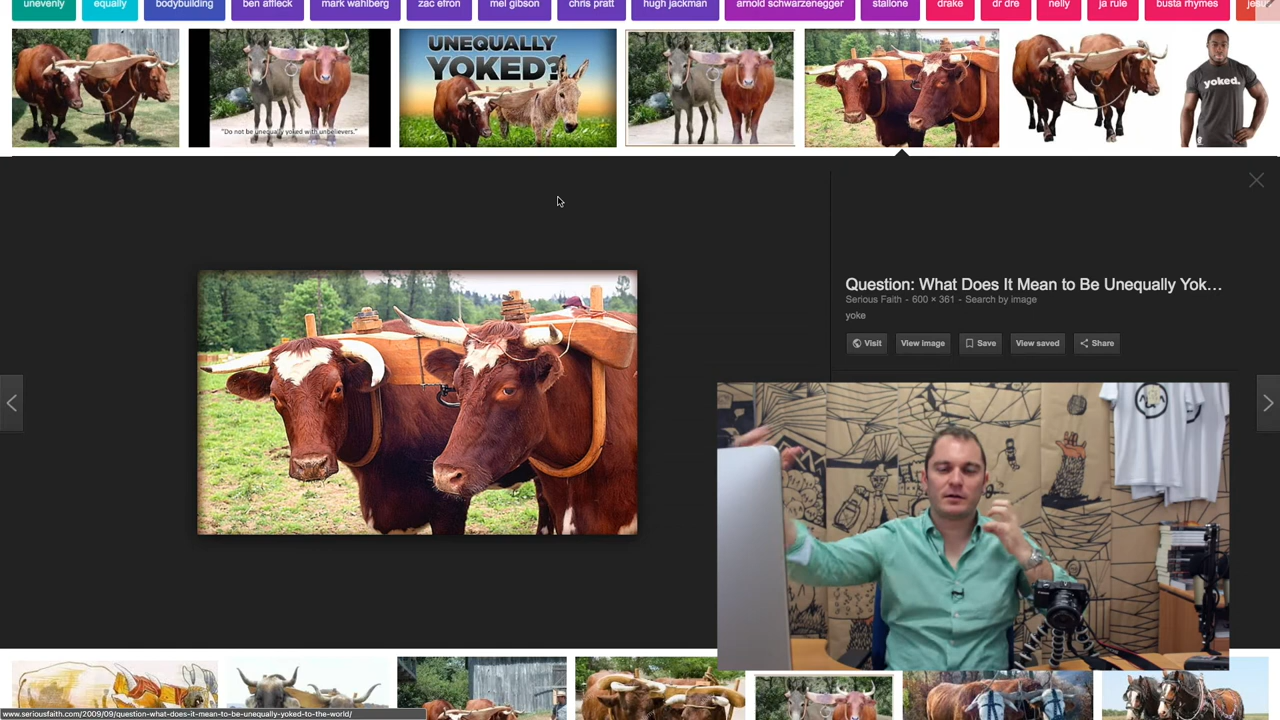 unevenly
equally
bodybuilding
ben affleck
mark wahlberg
zac efron
mel gibson
chris pratt
hugh jackman
arnold schwarzenegger
stallone
drake
dr dre
nelly
ja rule
busta rhymes
"Do not be unequally yoked with unbelievers."
UNEQUALLY
YOKED?
yoked.
Question: What Does It Mean to Be Unequally Yok…
Serious Faith - 600 × 361 - Search by image
yoke
Visit
View image
Save
View saved
Share
www.seriousfaith.com/2009/09/question-what-does-it-mean-to-be-unequally-yoked-to-the-world/